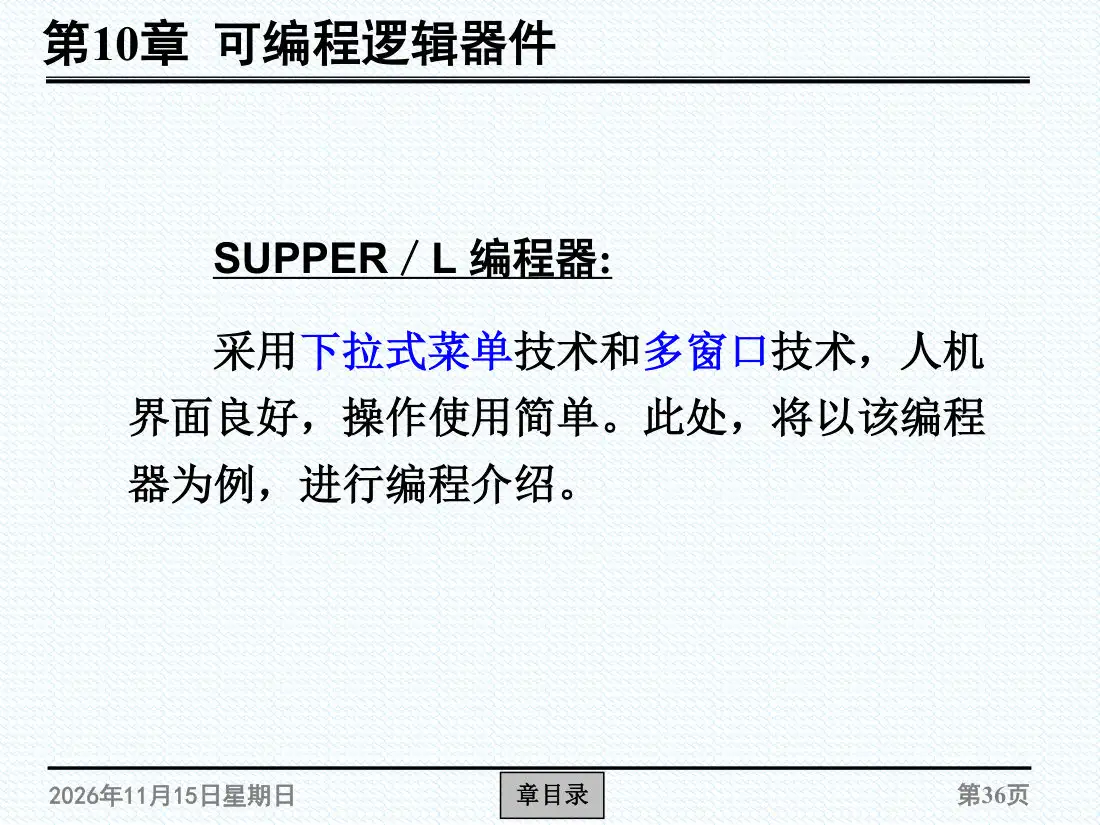 第10章 可编程逻辑器件
SUPPER／L 编程器:
采用下拉式菜单技术和多窗口技术，人机
界面良好，操作使用简单。此处，将以该编程
器为例，进行编程介绍。
2026年11月15日星期日
章目录
第36页